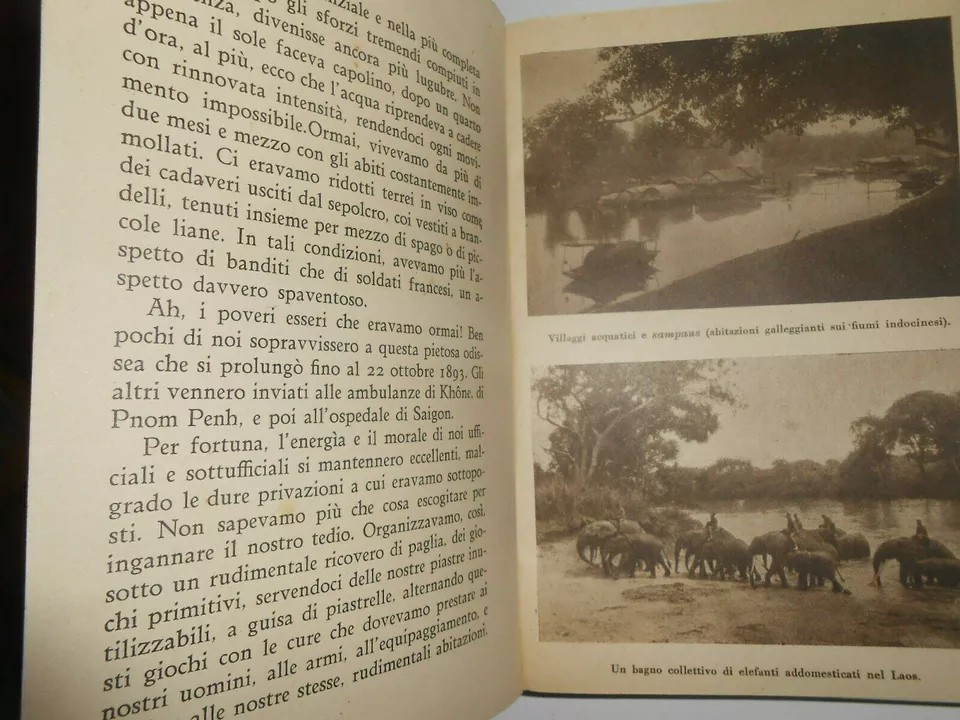 nziale e nella più completa
nza, divenisse ancora più lugubre. Non
gli sforzi tremendi compiuti in
appena il sole faceva capolino, dopo un quarto
d'ora, al più, ecco che l'acqua riprendeva a cadere
con rinnovata intensità, rendendoci ogni movi-
mento impossibile.Ormai, vivevamo da più di
due mesi e mezzo con gli abiti costantemente im-
mollati. Ci eravamo ridotti terrei in viso come
dei cadaveri usciti dal sepolcro, coi vestiti a bran-
delli, tenuti insieme per mezzo di spago o di pic-
cole liane. In tali condizioni, avevamo più l'a-
spetto di banditi che di soldati francesi, un a-
spetto davvero spaventoso.
Ah, i poveri esseri che eravamo ormai! Ben
pochi di noi sopravvissero a questa pietosa odis-
sea che si prolungò fino al 22 ottobre 1893. Gli
altri vennero inviati alle ambulanze di Khône, di
Pnom Penh, e poi all'ospedale di Saigon.
Per fortuna, l'energìa e il morale di noi uffi-
ciali e sottufficiali si mantennero eccellenti, mal-
grado le dure privazioni a cui eravamo sottopo-
sti. Non sapevamo più che cosa escogitare per
ingannare il nostro tedio. Organizzavamo, così,
sotto un rudimentale ricovero di paglia, dei gio-
chi primitivi, servendoci delle nostre piastre inu-
tilizzabili, a guisa di piastrelle, alternando que-
sti giochi con le cure che dovevamo prestare ai
nostri uomini, alle armi, all'equipaggiamento, e
alle nostre stesse, rudimentali abitazioni.
Villaggi acquatici e sampans (abitazioni galleggianti sui fiumi indocinesi).
Un bagno collettivo di elefanti addomesticati nel Laos.